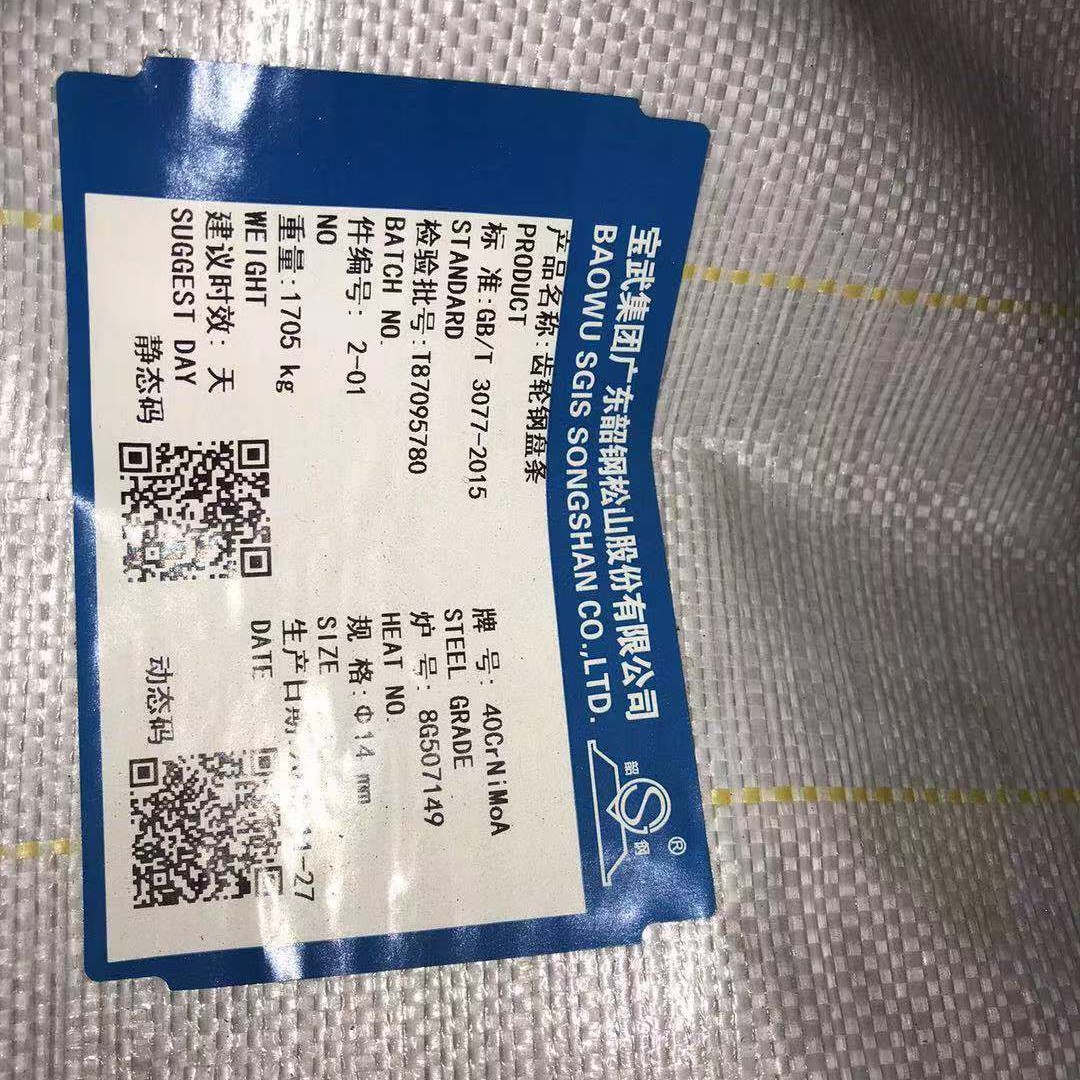 宝武集团广东韶钢松山股份有限公司
BAOWU SGIS SONGSHAN CO.,LTD.
韶 S 钢 ®
产品名称:齿轮钢盘条
PRODUCT
标 准:GB/T 3077-2015
STANDARD
检验批号:T87095780
BATCH NO.
件编号: 2-01
NO
重量:1705 kg
WEIGHT
建议时效: 天
SUGGEST DAY
静态码
牌 号: 40CrNiMoA
STEEL GRADE
炉 号: 8G507149
HEAT NO.
规 格:Φ14 mm
SIZE
生产日期
DATE
动态码